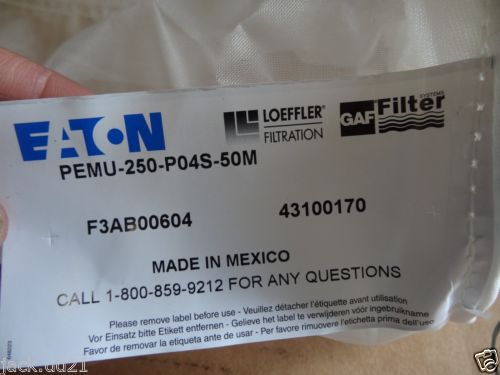 EATON
LOEFFLER®
FILTRATION
GAF Filter
SYSTEMS
PEMU-250-P04S-50M
F3AB00604 43100170
MADE IN MEXICO
CALL 1-800-859-9212 FOR ANY QUESTIONS
Please remove label before use - Veuillez détacher l'étiquette avant utilisation
Vor Einsatz bitte Etikett entfernen - Gelieve het label te verwijderen vóór ingebruikname
Favor de remover la etiqueta ante de usar - Per favore rimuovere l'etichetta prima dell'u
jack.dd21